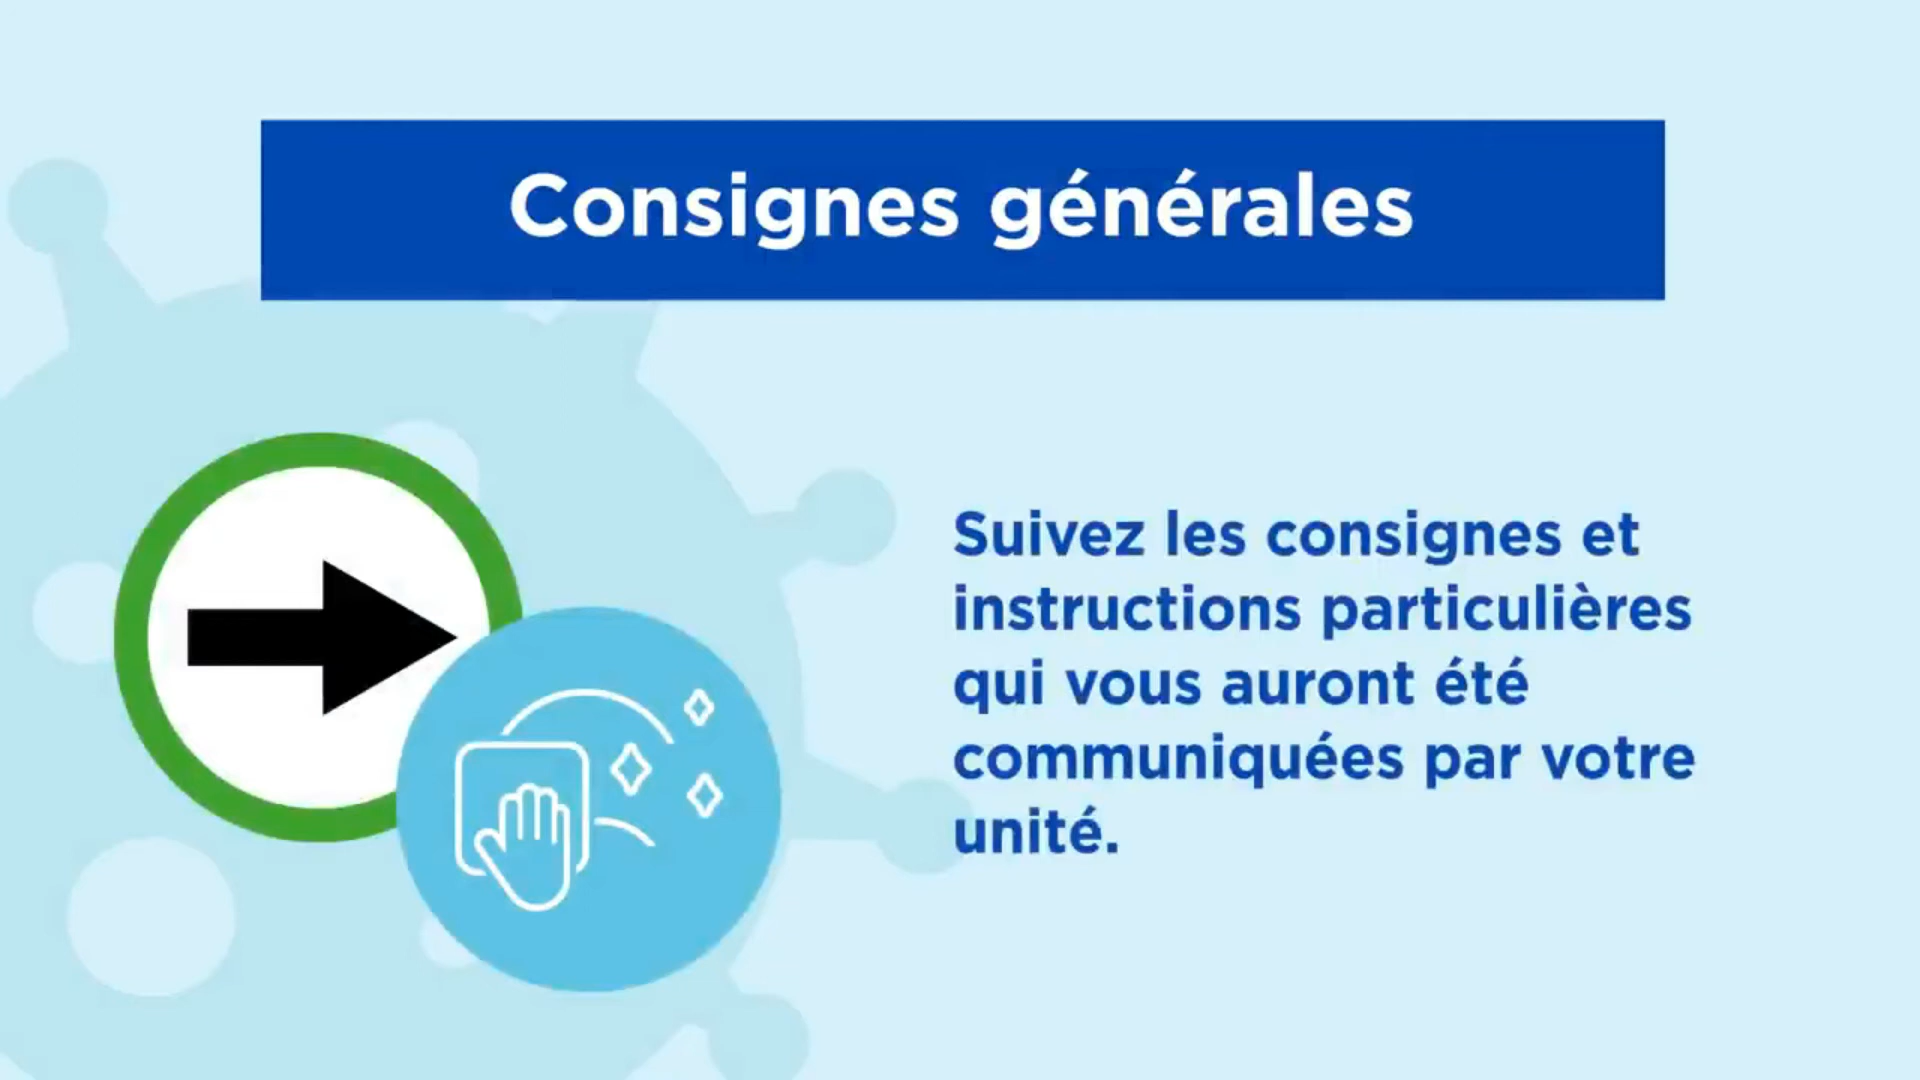 Consignes générales
Suivez les consignes et
instructions particulières
qui vous auront été
communiquées par votre
unité.